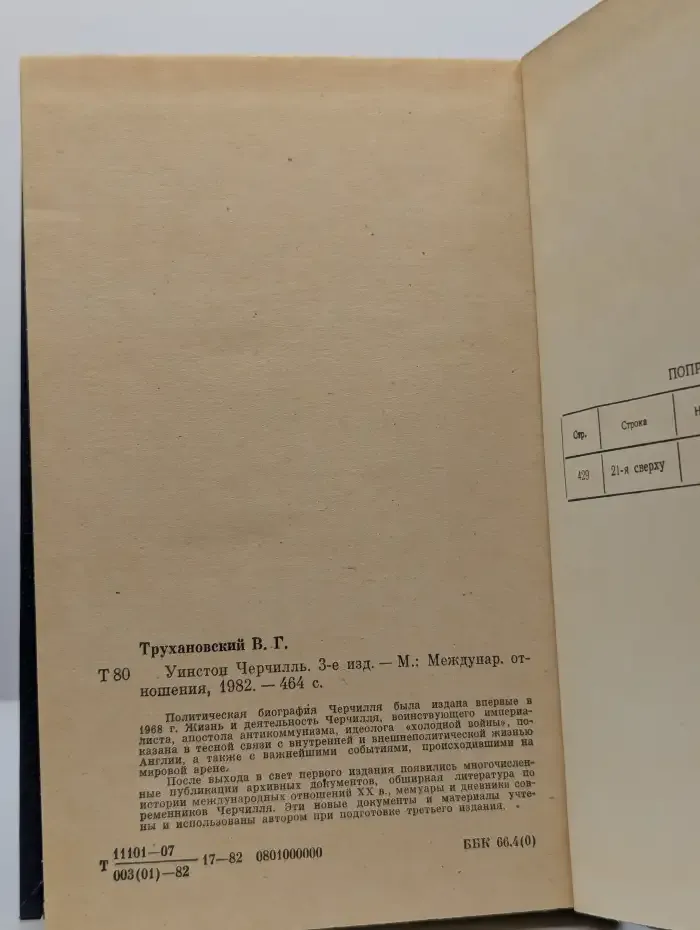 Трухановский В. Г.
Т 80 Уинстон Черчилль. 3-е изд. — М.: Междунар. от-
ношения, 1982. — 464 с.
Политическая биография Черчилля была издана впервые в
1968 г. Жизнь и деятельность Черчилля, воинствующего империа-
листа, апостола антикоммунизма, идеолога «холодной войны», по-
казана в тесной связи с внутренней и внешнеполитической жизнью
Англии, а также с важнейшими событиями, происходившими на
мировой арене.
После выхода в свет первого издания появились многочислен-
ные публикации архивных документов, обширная литература по
истории международных отношений XX в., мемуары и дневники сов-
ременников Черчилля. Эти новые документы и материалы учте-
ны и использованы автором при подготовке третьего издания.
Т 11101—07
003(01)—82 17—82 0801000000
ББК 66.4(0)
ПОПР
Стр. Строка Н
429 21-я сверху